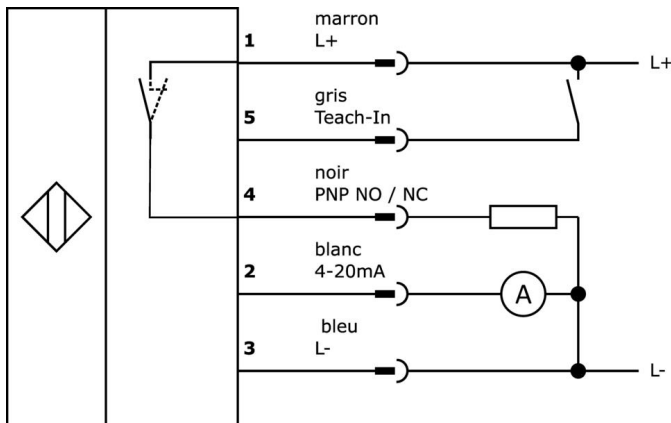 marron
1 L+
L+
gris
5 Teach-In
noir
4 PNP NO / NC
blanc
2 4-20mA
A
bleu
3 L-
L-